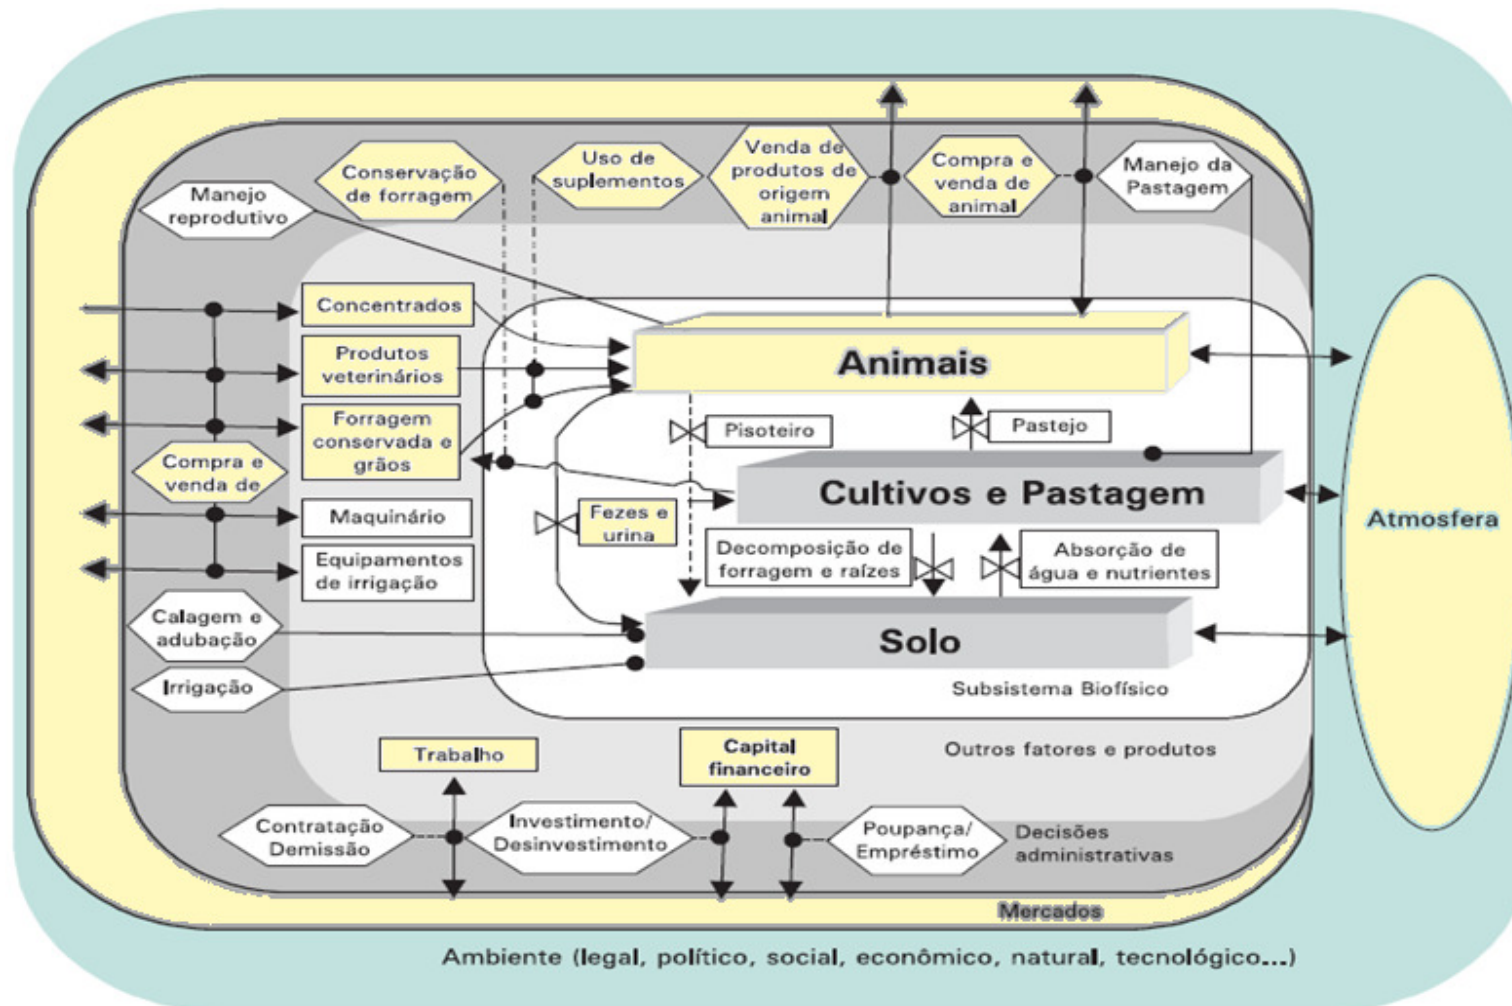 Conservação
de forragem
Uso de
suplementos
Venda de
produtos de
origem
animal
Compra e
venda de
animal
Manejo da
Pastagem
Manejo
reprodutivo
Concentrados
Produtos
veterinários
Forragem
conservada e
grãos
Compra e
venda de
Maquinário
Equipamentos
de irrigação
Calagem e
adubação
Irrigação
Animais
Pisoteiro
Pastejo
Cultivos e Pastagem
Fezes e
urina
Decomposição de
forragem e raízes
Absorção de
água e nutrientes
Solo
Subsistema Biofísico
Atmosfera
Outros fatores e produtos
Trabalho
Capital
financeiro
Contratação
Demissão
Investimento/
Desinvestimento
Poupança/
Empréstimo
Decisões
administrativas
Mercados
Ambiente (legal, político, social, econômico, natural, tecnológico...)